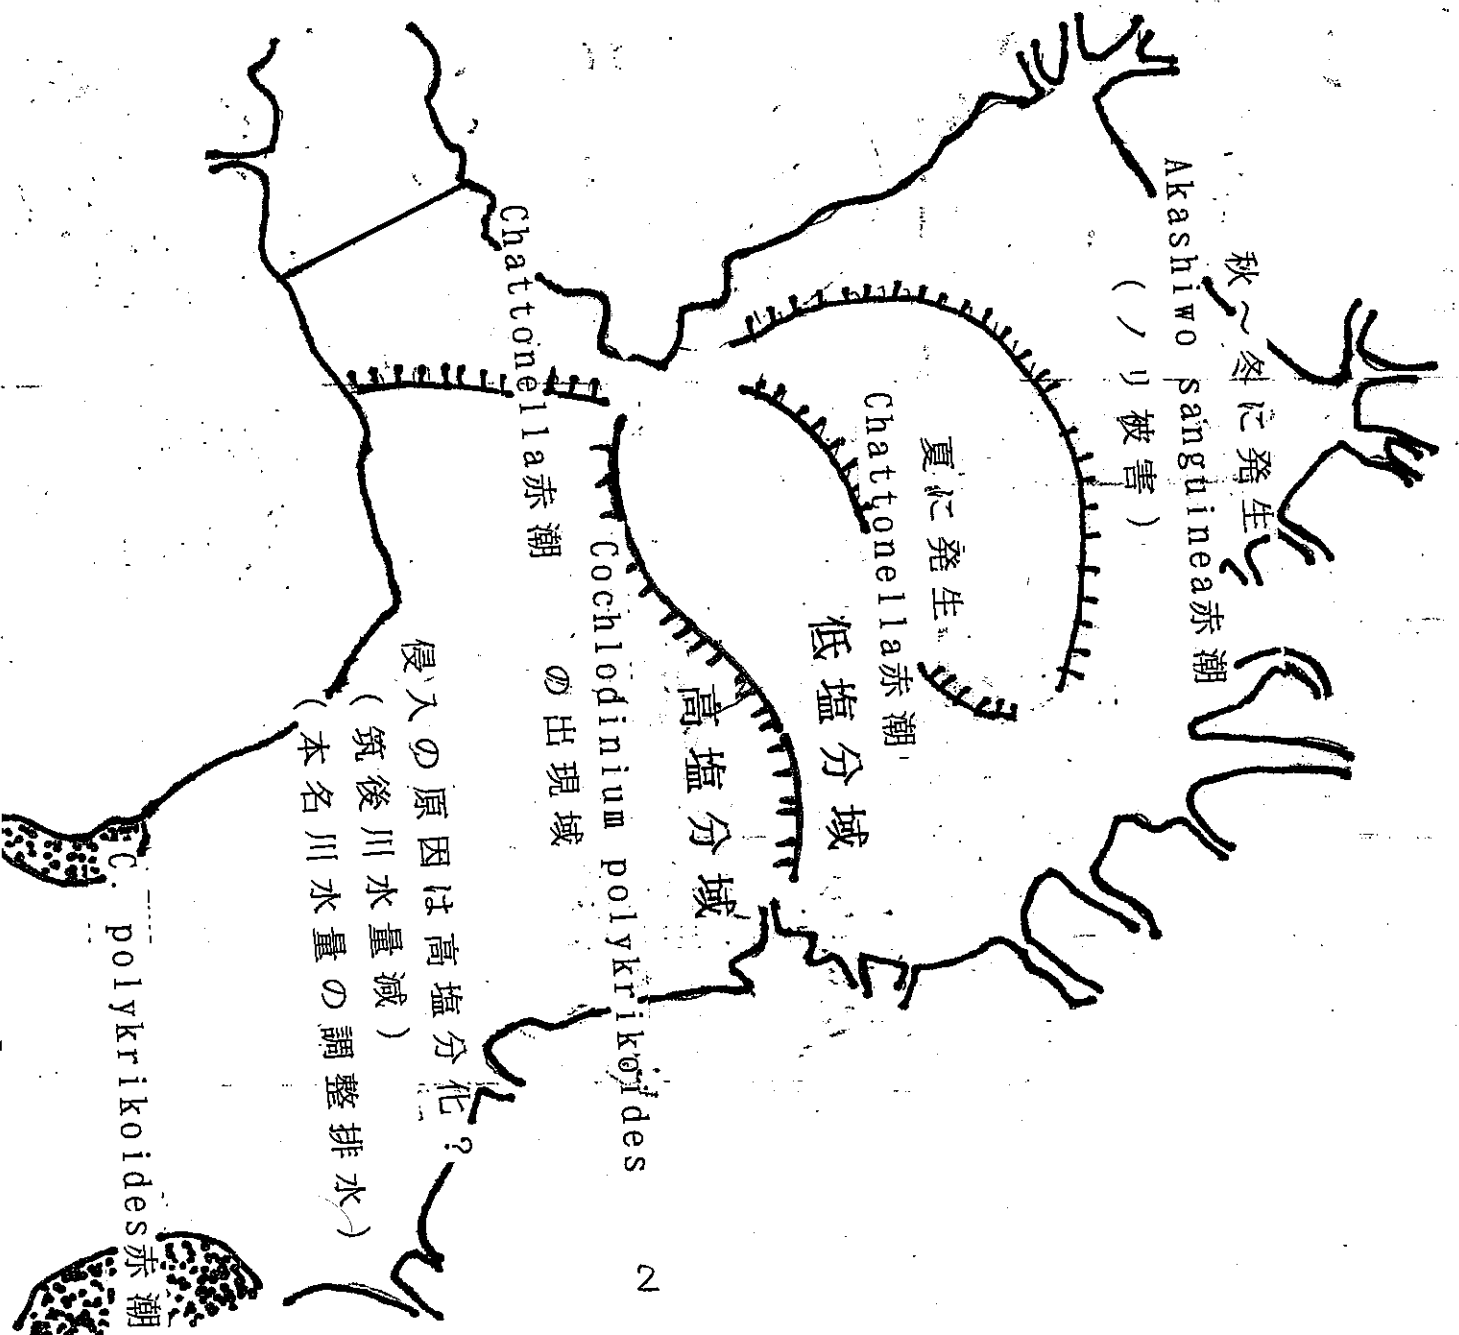 秋～冬に発生
Akashiwo sanguinea赤潮
（ノリ被害）
夏に発生
Chattonella赤潮
低塩分域
高塩分域
Cochlodinium polykrikoides
の出現域
Chattonella赤潮
侵入の原因は高塩分化？
（筑後川水量減）
（本名川水量の調整排水）
C. polykrikoides赤潮
2